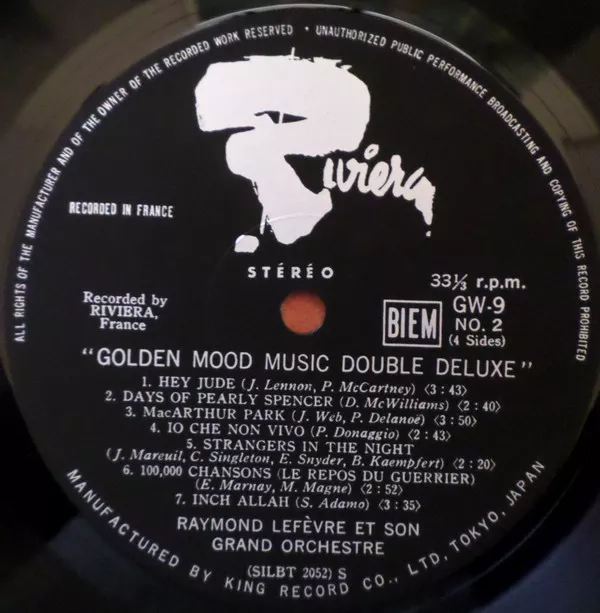 ALL RIGHTS OF THE MANUFACTURER AND OF THE OWNER OF THE RECORDED WORK RESERVED • UNAUTHORIZED PUBLIC PERFORMANCE BROADCASTING AND COPYING OF THIS RECORD PROHIBITED
Riviera
RECORDED IN FRANCE
STÉRÉO
33⅓ r.p.m.
Recorded by
RIVIERA,
France
BIEM
GW-9
NO. 2
(4 Sides)
"GOLDEN MOOD MUSIC DOUBLE DELUXE"
1. HEY JUDE (J. Lennon, P. McCartney) 〈3:43〉
2. DAYS OF PEARLY SPENCER (D. McWilliams) 〈2:40〉
3. MacARTHUR PARK (J. Web, P. Delanoë) 〈3:50〉
4. IO CHE NON VIVO (P. Donaggio) 〈2:43〉
5. STRANGERS IN THE NIGHT
(J. Mareuil, C. Singleton, E. Snyder, B. Kaempfert) 〈2:20〉
6. 100,000 CHANSONS (LE REPOS DU GUERRIER)
(E. Marnay, M. Magne) 〈2:52〉
7. INCH ALLAH (S. Adamo) 〈3:35〉
RAYMOND LEFÈVRE ET SON
GRAND ORCHESTRE
(SILBT 2052) S
MANUFACTURED BY KING RECORD CO., LTD, TOKYO, JAPAN